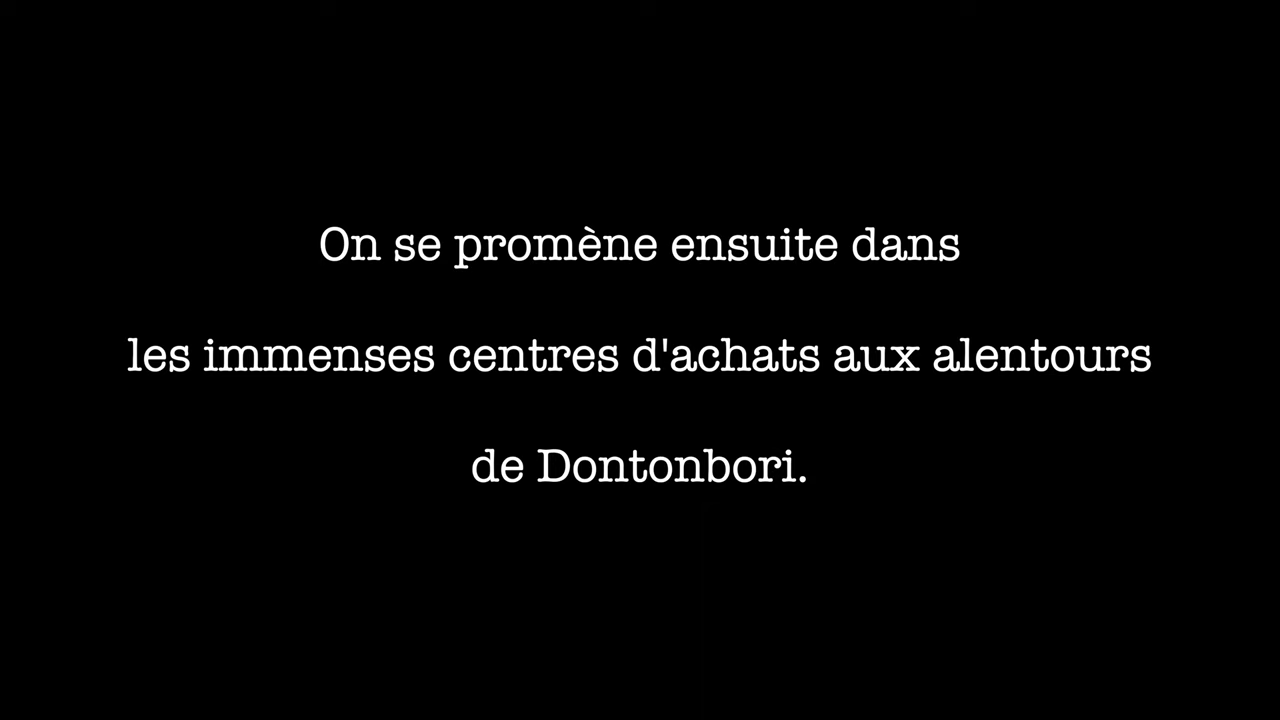 On se promène ensuite dans
les immenses centres d'achats aux alentours
de Dontonbori.